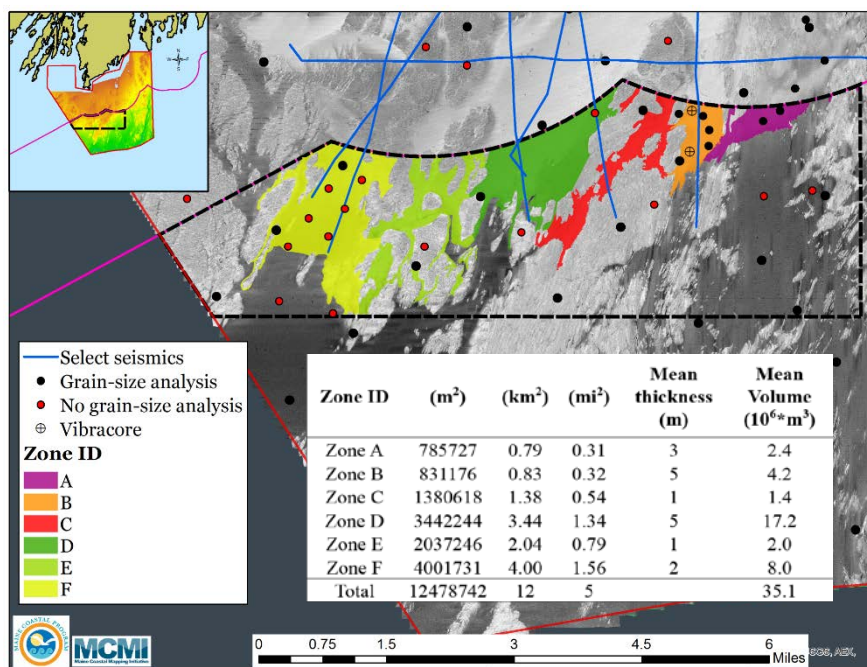 N
S
Select seismics
Grain-size analysis
No grain-size analysis
Vibracore
Zone ID
A
B
C
D
E
F
Zone ID (m²) (km²) (mi²) Mean thickness (m) Mean Volume (10⁶*m³)
Zone A 785727 0.79 0.31 3 2.4
Zone B 831176 0.83 0.32 5 4.2
Zone C 1380618 1.38 0.54 1 1.4
Zone D 3442244 3.44 1.34 5 17.2
Zone E 2037246 2.04 0.79 1 2.0
Zone F 4001731 4.00 1.56 2 8.0
Total 12478742 12 5 35.1
MAINE COASTAL PROGRAM
MCMI
Maine Coastal Mapping Initiative
0 0.75 1.5 3 4.5 6
Miles
AEX,